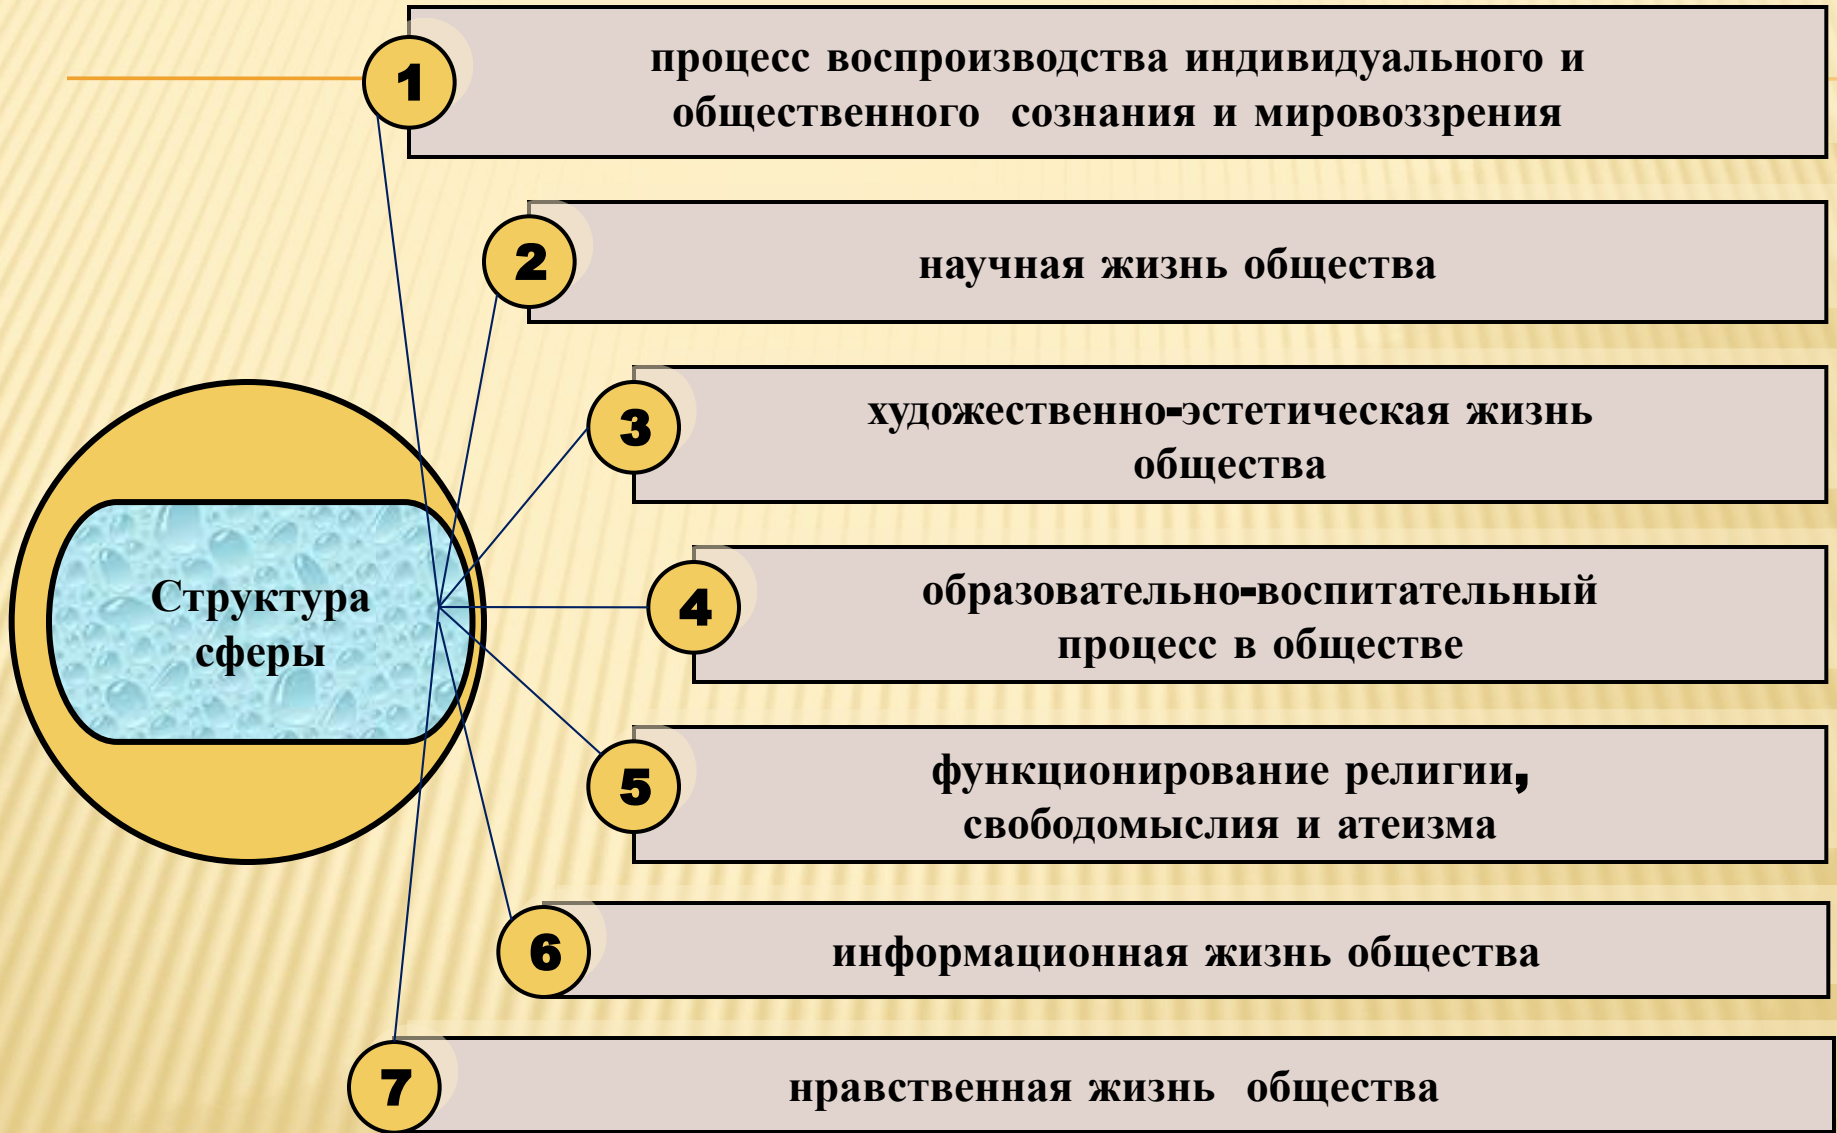 1
процесс воспроизводства индивидуального и
общественного сознания и мировоззрения
2
научная жизнь общества
3
художественно-эстетическая жизнь
общества
Структура
сферы
4
образовательно-воспитательный
процесс в обществе
5
функционирование религии,
свободомыслия и атеизма
6
информационная жизнь общества
7
нравственная жизнь общества